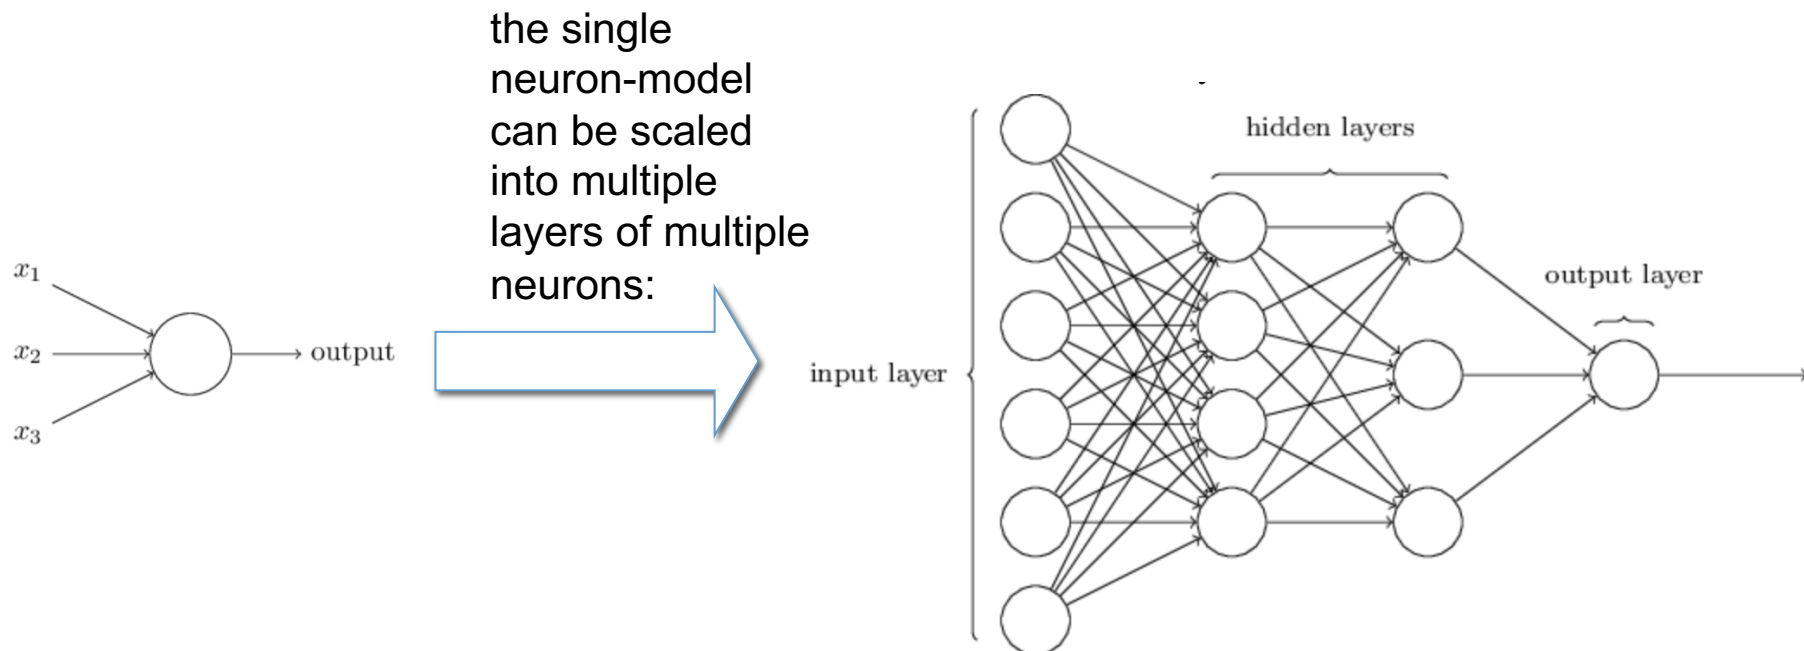 the single
neuron-model
can be scaled
into multiple
layers of multiple
neurons:
x1
x2
x3
output
input layer
hidden layers
output layer